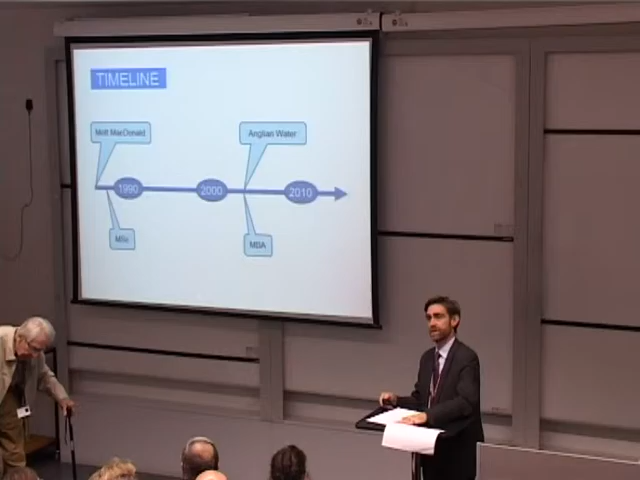 TIMELINE
Mott MacDonald
Anglian Water
1990
2000
2010
MSc
MBA